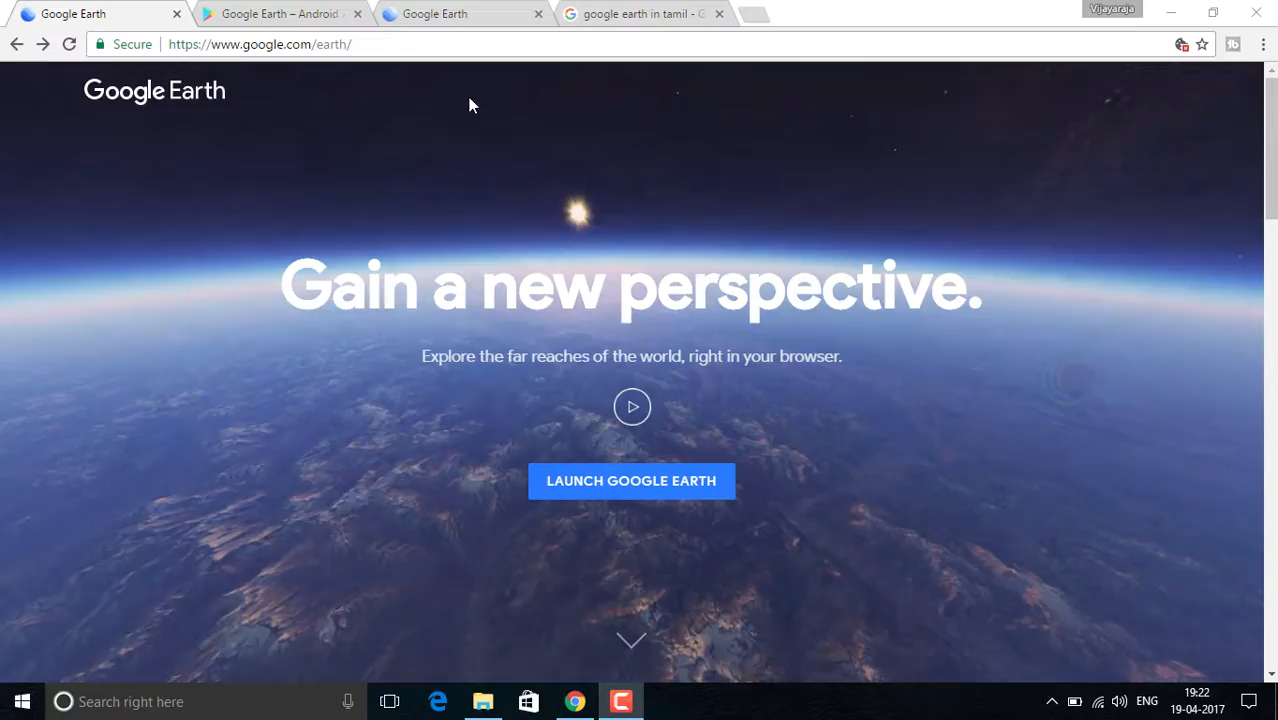 Google Earth
Google Earth – Android
Google Earth
google earth in tamil - G
Vijayaraja
Secure
https://www.google.com/earth/
Google Earth
Gain a new perspective.
Explore the far reaches of the world, right in your browser.
LAUNCH GOOGLE EARTH
Search right here
ENG
19:22
19-04-2017